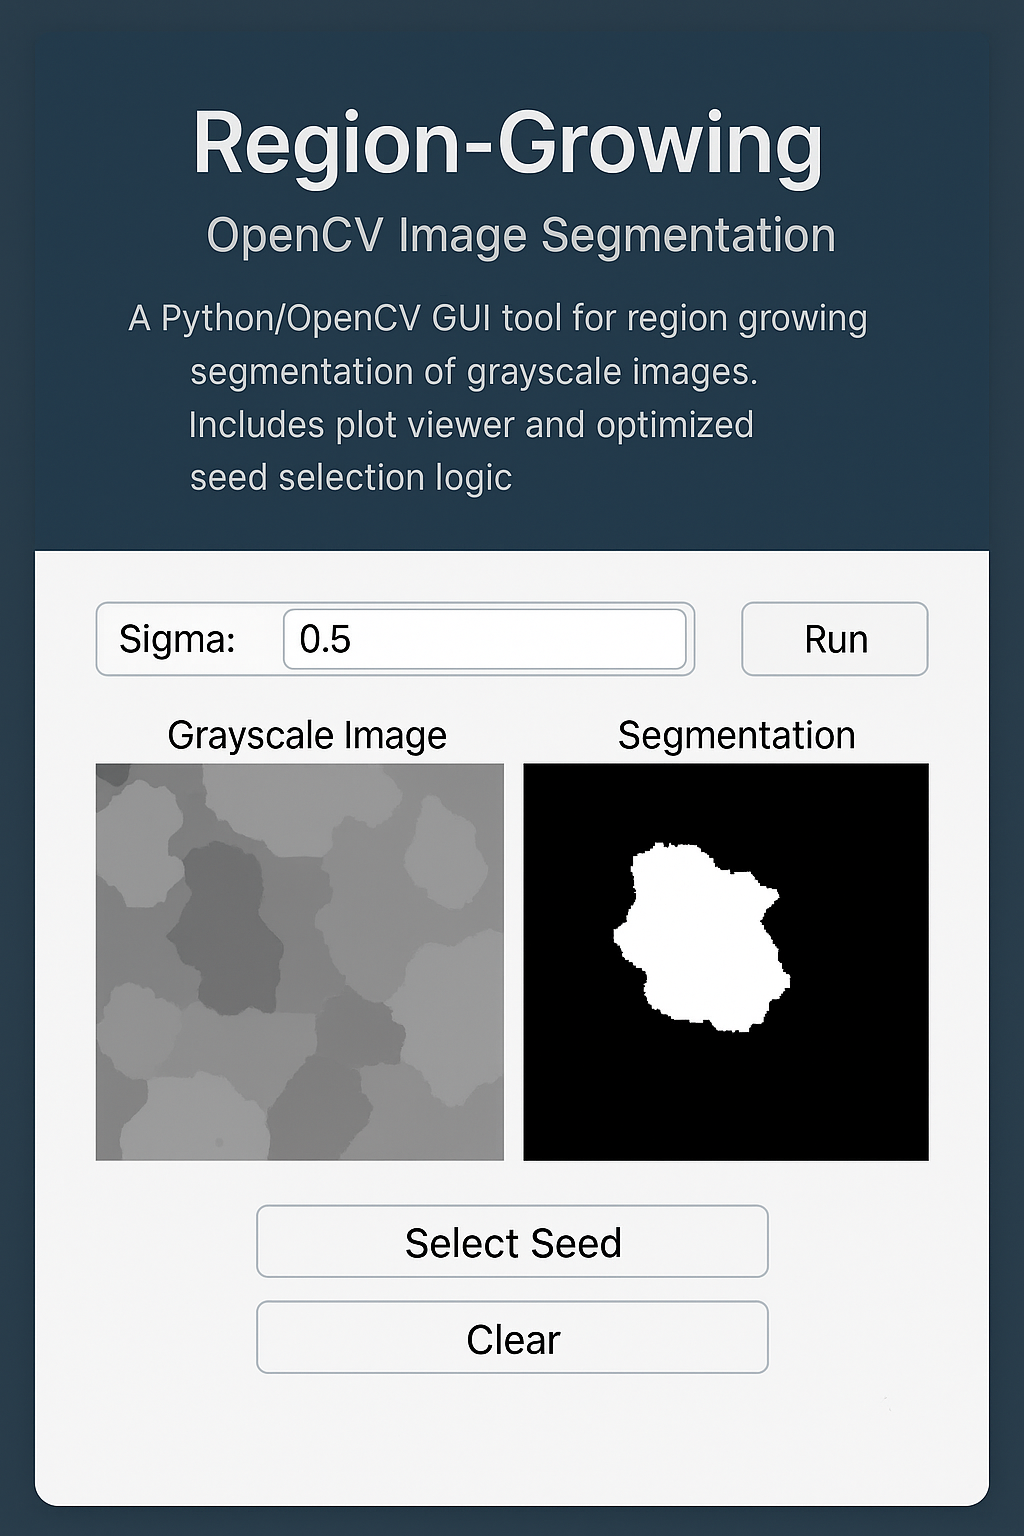 Region-Growing
OpenCV Image Segmentation
A Python/OpenCV GUI tool for region growing
segmentation of grayscale images.
Includes plot viewer and optimized
seed selection logic
Sigma: 0.5 Run
Grayscale Image Segmentation
Select Seed
Clear